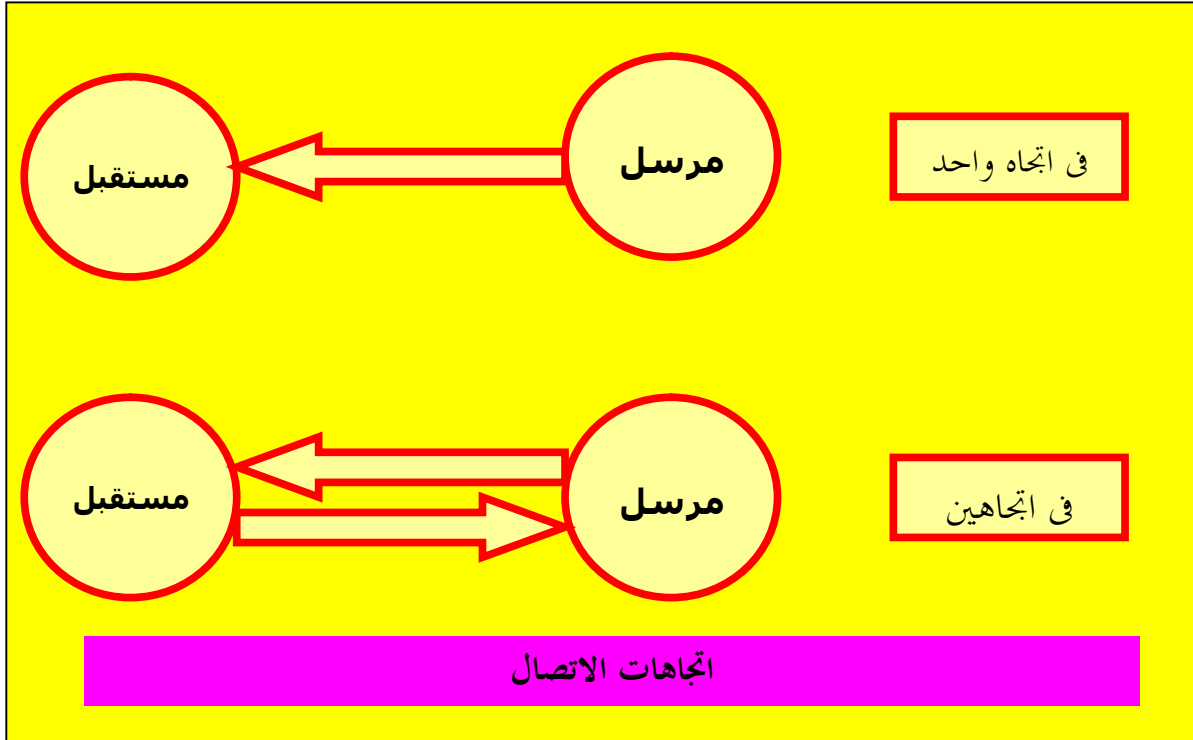 فى اتجاه واحد
مرسل
مستقبل
فى اتجاهين
مرسل
مستقبل
اتجاهات الاتصال